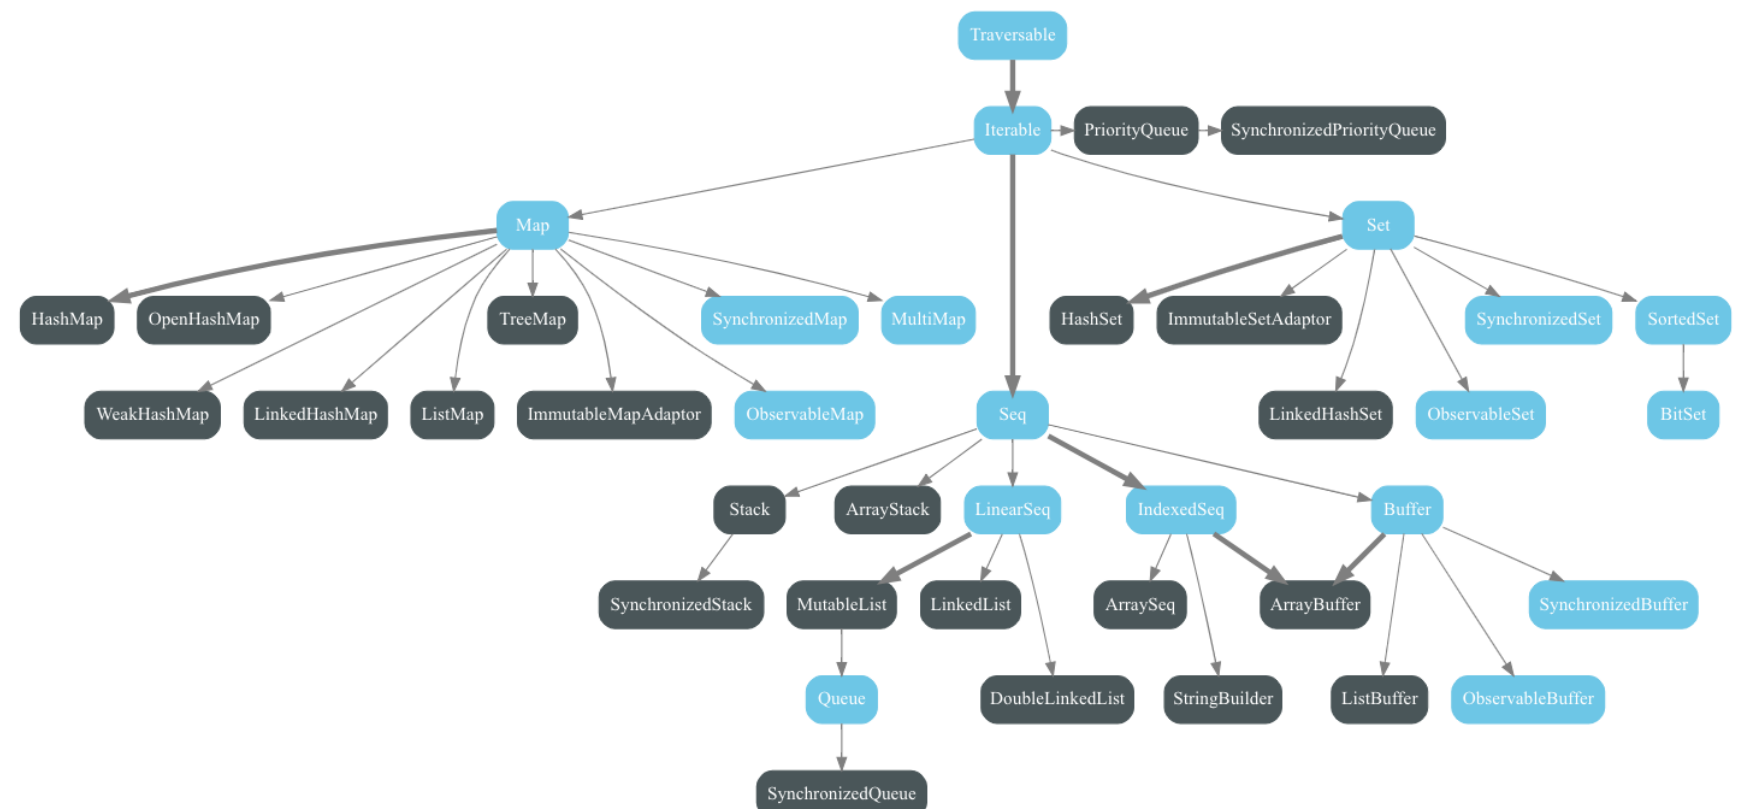 Traversable
Iterable
PriorityQueue
SynchronizedPriorityQueue
Map
Set
HashMap
OpenHashMap
TreeMap
SynchronizedMap
MultiMap
HashSet
ImmutableSetAdaptor
SynchronizedSet
SortedSet
WeakHashMap
LinkedHashMap
ListMap
ImmutableMapAdaptor
ObservableMap
Seq
LinkedHashSet
ObservableSet
BitSet
Stack
ArrayStack
LinearSeq
IndexedSeq
Buffer
SynchronizedStack
MutableList
LinkedList
ArraySeq
ArrayBuffer
SynchronizedBuffer
Queue
DoubleLinkedList
StringBuilder
ListBuffer
ObservableBuffer
SynchronizedQueue